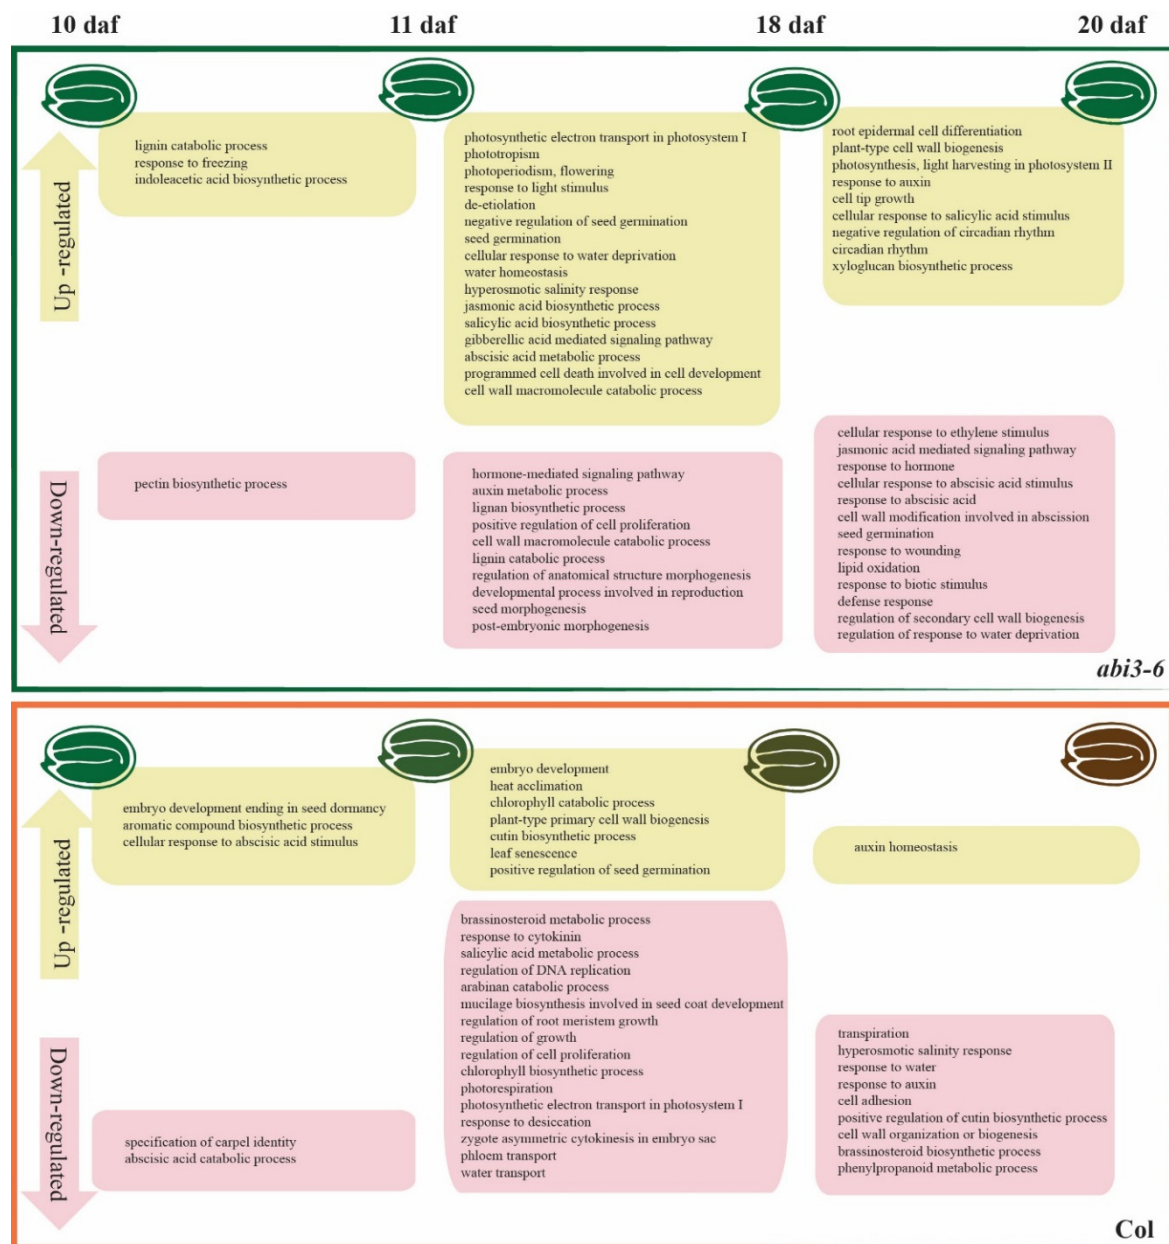 10 daf
11 daf
18 daf
20 daf
Up -regulated
lignin catabolic process
response to freezing
indoleacetic acid biosynthetic process
photosynthetic electron transport in photosystem I
phototropism
photoperiodism, flowering
response to light stimulus
de-etiolation
negative regulation of seed germination
seed germination
cellular response to water deprivation
water homeostasis
hyperosmotic salinity response
jasmonic acid biosynthetic process
salicylic acid biosynthetic process
gibberellic acid mediated signaling pathway
abscisic acid metabolic process
programmed cell death involved in cell development
cell wall macromolecule catabolic process
root epidermal cell differentiation
plant-type cell wall biogenesis
photosynthesis, light harvesting in photosystem II
response to auxin
cell tip growth
cellular response to salicylic acid stimulus
negative regulation of circadian rhythm
circadian rhythm
xyloglucan biosynthetic process
Down-regulated
pectin biosynthetic process
hormone-mediated signaling pathway
auxin metabolic process
lignan biosynthetic process
positive regulation of cell proliferation
cell wall macromolecule catabolic process
lignin catabolic process
regulation of anatomical structure morphogenesis
developmental process involved in reproduction
seed morphogenesis
post-embryonic morphogenesis
cellular response to ethylene stimulus
jasmonic acid mediated signaling pathway
response to hormone
cellular response to abscisic acid stimulus
response to abscisic acid
cell wall modification involved in abscission
seed germination
response to wounding
lipid oxidation
response to biotic stimulus
defense response
regulation of secondary cell wall biogenesis
regulation of response to water deprivation
abi3-6
Up -regulated
embryo development ending in seed dormancy
aromatic compound biosynthetic process
cellular response to abscisic acid stimulus
embryo development
heat acclimation
chlorophyll catabolic process
plant-type primary cell wall biogenesis
cutin biosynthetic process
leaf senescence
positive regulation of seed germination
auxin homeostasis
Down-regulated
specification of carpel identity
abscisic acid catabolic process
brassinosteroid metabolic process
response to cytokinin
salicylic acid metabolic process
regulation of DNA replication
arabinan catabolic process
mucilage biosynthesis involved in seed coat development
regulation of root meristem growth
regulation of growth
regulation of cell proliferation
chlorophyll biosynthetic process
photorespiration
photosynthetic electron transport in photosystem I
response to desiccation
zygote asymmetric cytokinesis in embryo sac
phloem transport
water transport
transpiration
hyperosmotic salinity response
response to water
response to auxin
cell adhesion
positive regulation of cutin biosynthetic process
cell wall organization or biogenesis
brassinosteroid biosynthetic process
phenylpropanoid metabolic process
Col